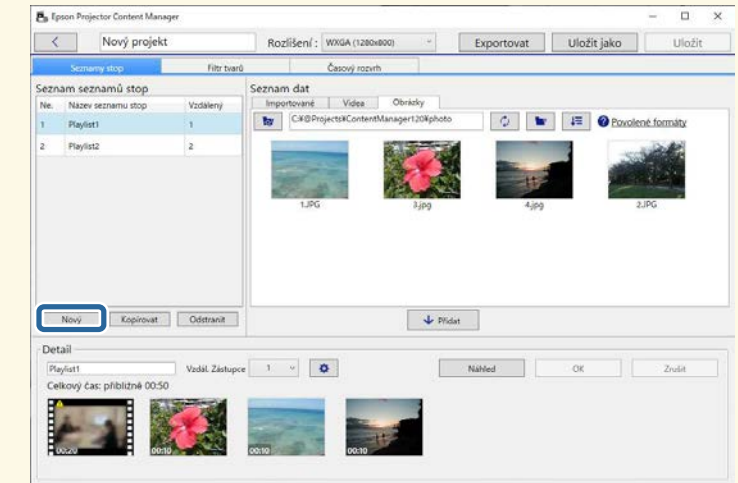 Epson Projector Content Manager
Nový projekt Rozlišení : WXGA (1280x800) Exportovat Uložit jako Uložit
Seznamy stop Filtr tvarů Časový rozvrh
Seznam seznamů stop Seznam dat
Ne. Název seznamu stop Vzdálený Importované Videa Obrázky
1 Playlist1 1 C:¥@Projects¥ContentManager120¥photo Povolené formáty
2 Playlist2 2
1.JPG 3.jpg 4.jpg 2.JPG
Nový Kopírovat Odstranit Přidat
Detail
Playlist1 Vzdál. Zástupce 1 Náhled OK Zrušit
Celkový čas: přibližně 00:50
00:20 00:10 00:10 00:10